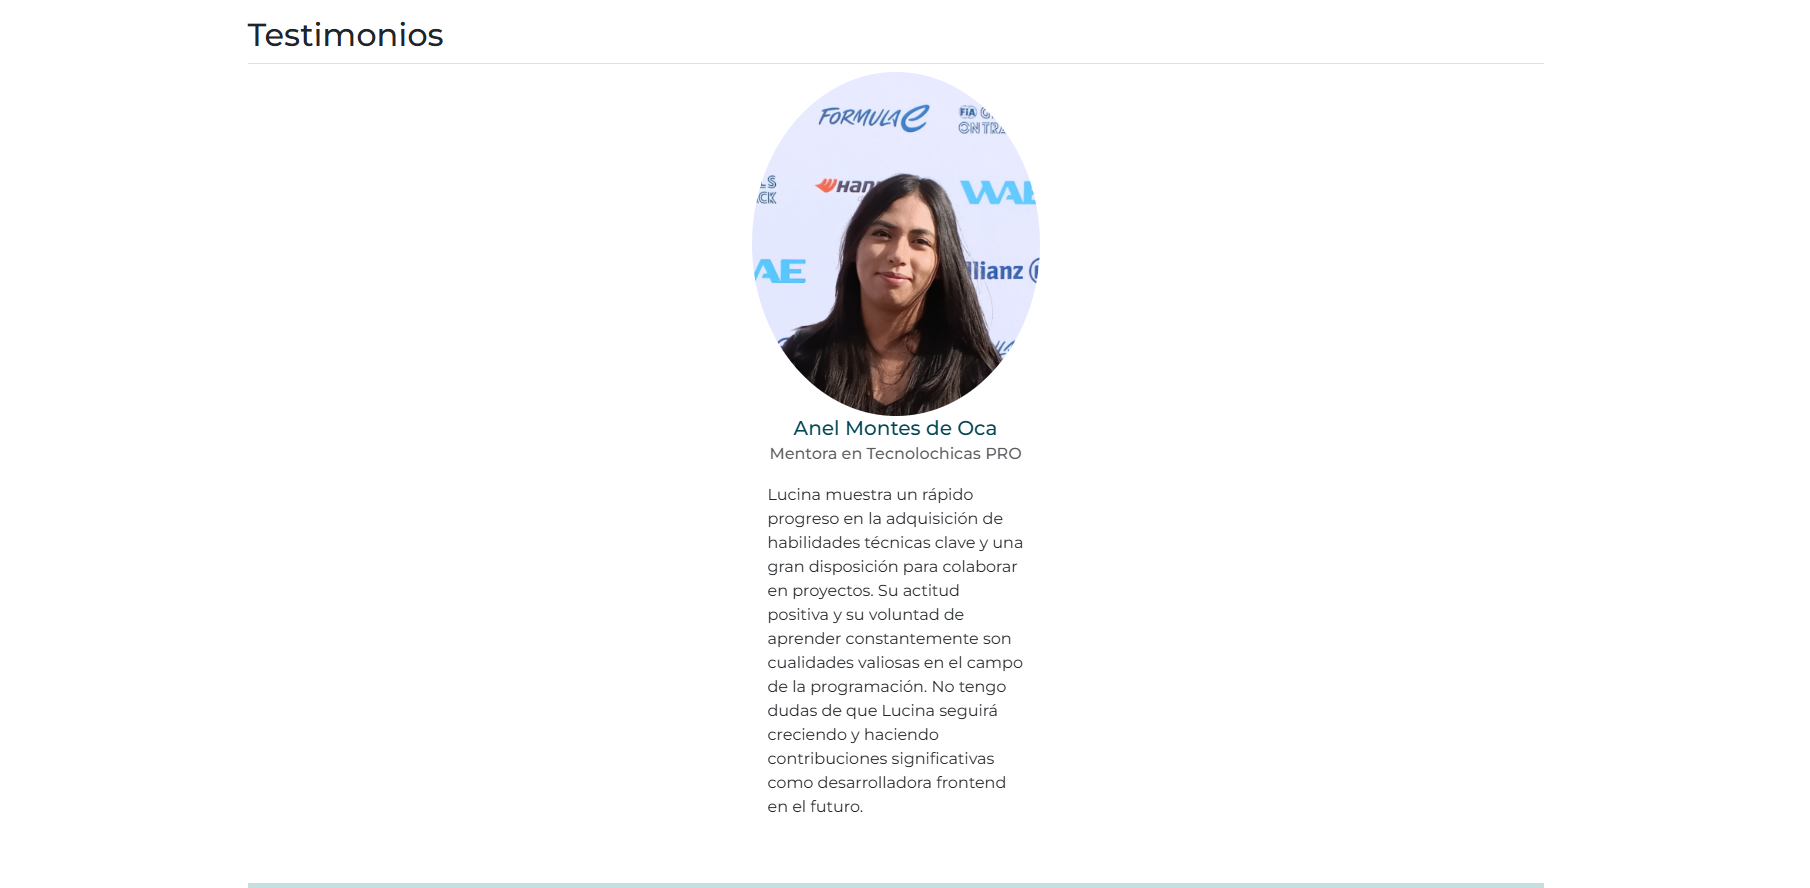 Testimonios
FORMULA E
FIA
WAE
Anel Montes de Oca
Mentora en Tecnolochicas PRO
Lucina muestra un rápido
progreso en la adquisición de
habilidades técnicas clave y una
gran disposición para colaborar
en proyectos. Su actitud
positiva y su voluntad de
aprender constantemente son
cualidades valiosas en el campo
de la programación. No tengo
dudas de que Lucina seguirá
creciendo y haciendo
contribuciones significativas
como desarrolladora frontend
en el futuro.